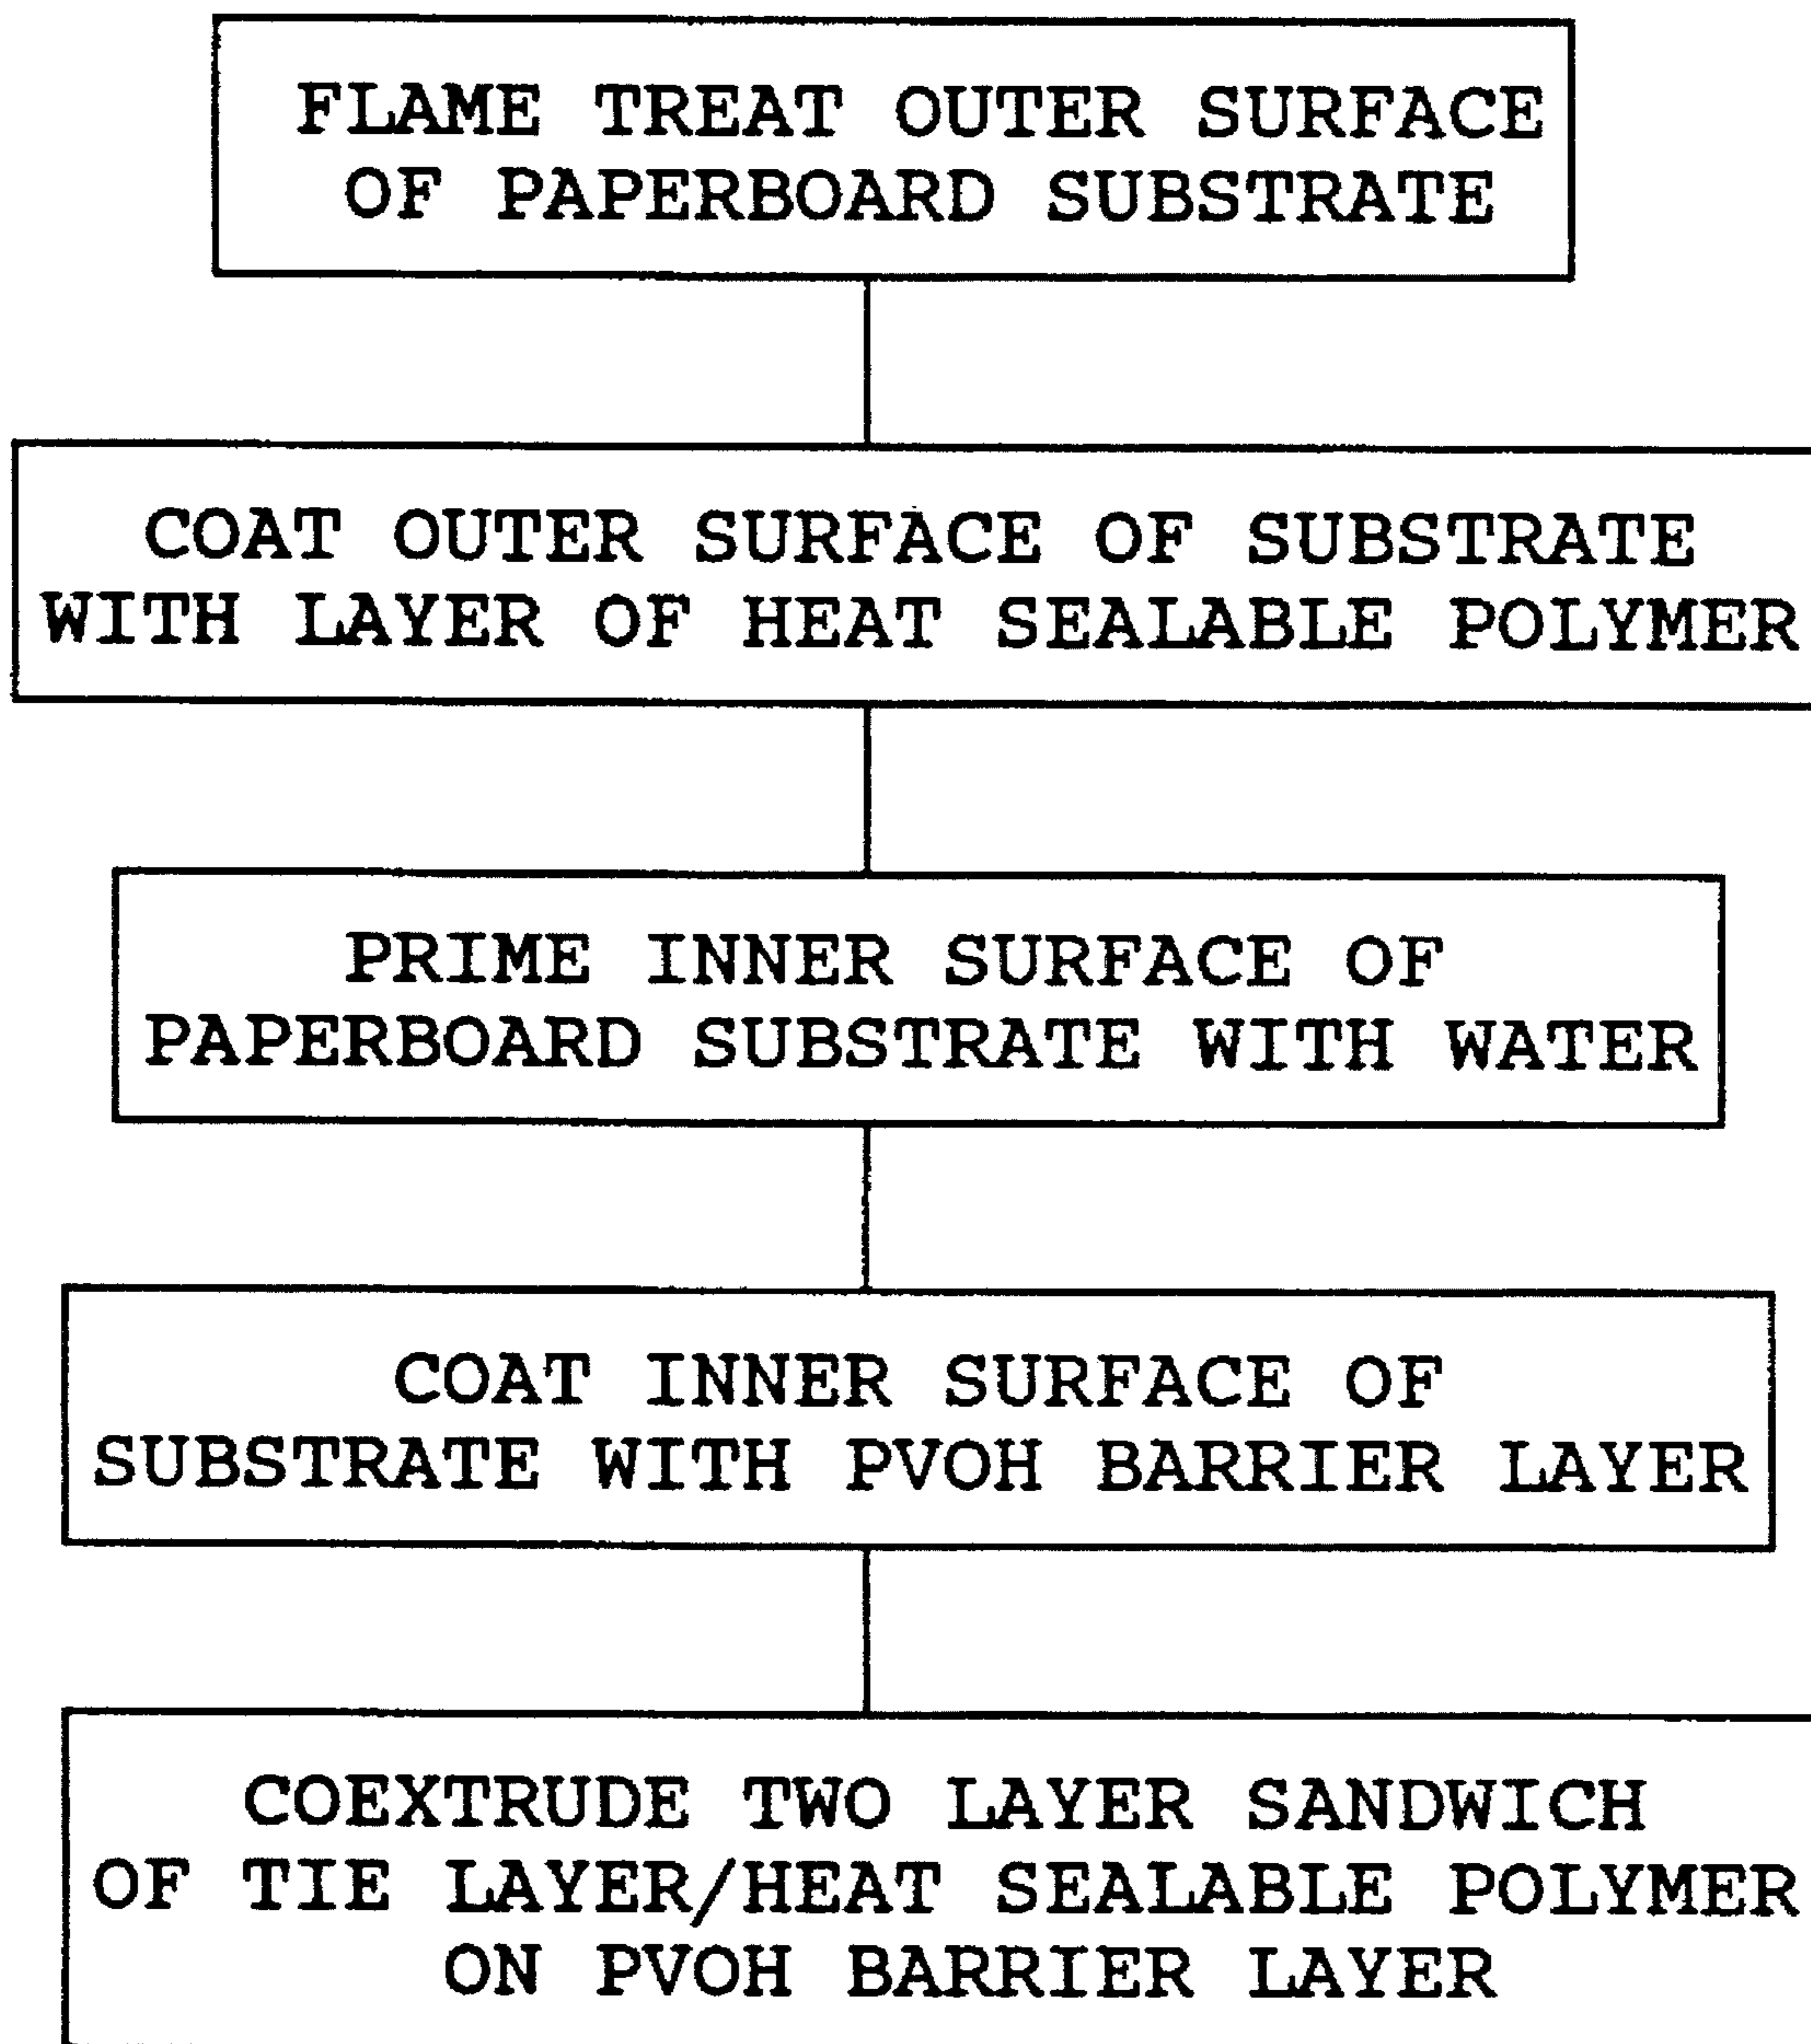 FLAME TREAT OUTER SURFACE
OF PAPERBOARD SUBSTRATE
COAT OUTER SURFACE OF SUBSTRATE
WITH LAYER OF HEAT SEALABLE POLYMER
PRIME INNER SURFACE OF
PAPERBOARD SUBSTRATE WITH WATER
COAT INNER SURFACE OF
SUBSTRATE WITH PVOH BARRIER LAYER
COEXTRUDE TWO LAYER SANDWICH
OF TIE LAYER/HEAT SEALABLE POLYMER
ON PVOH BARRIER LAYER